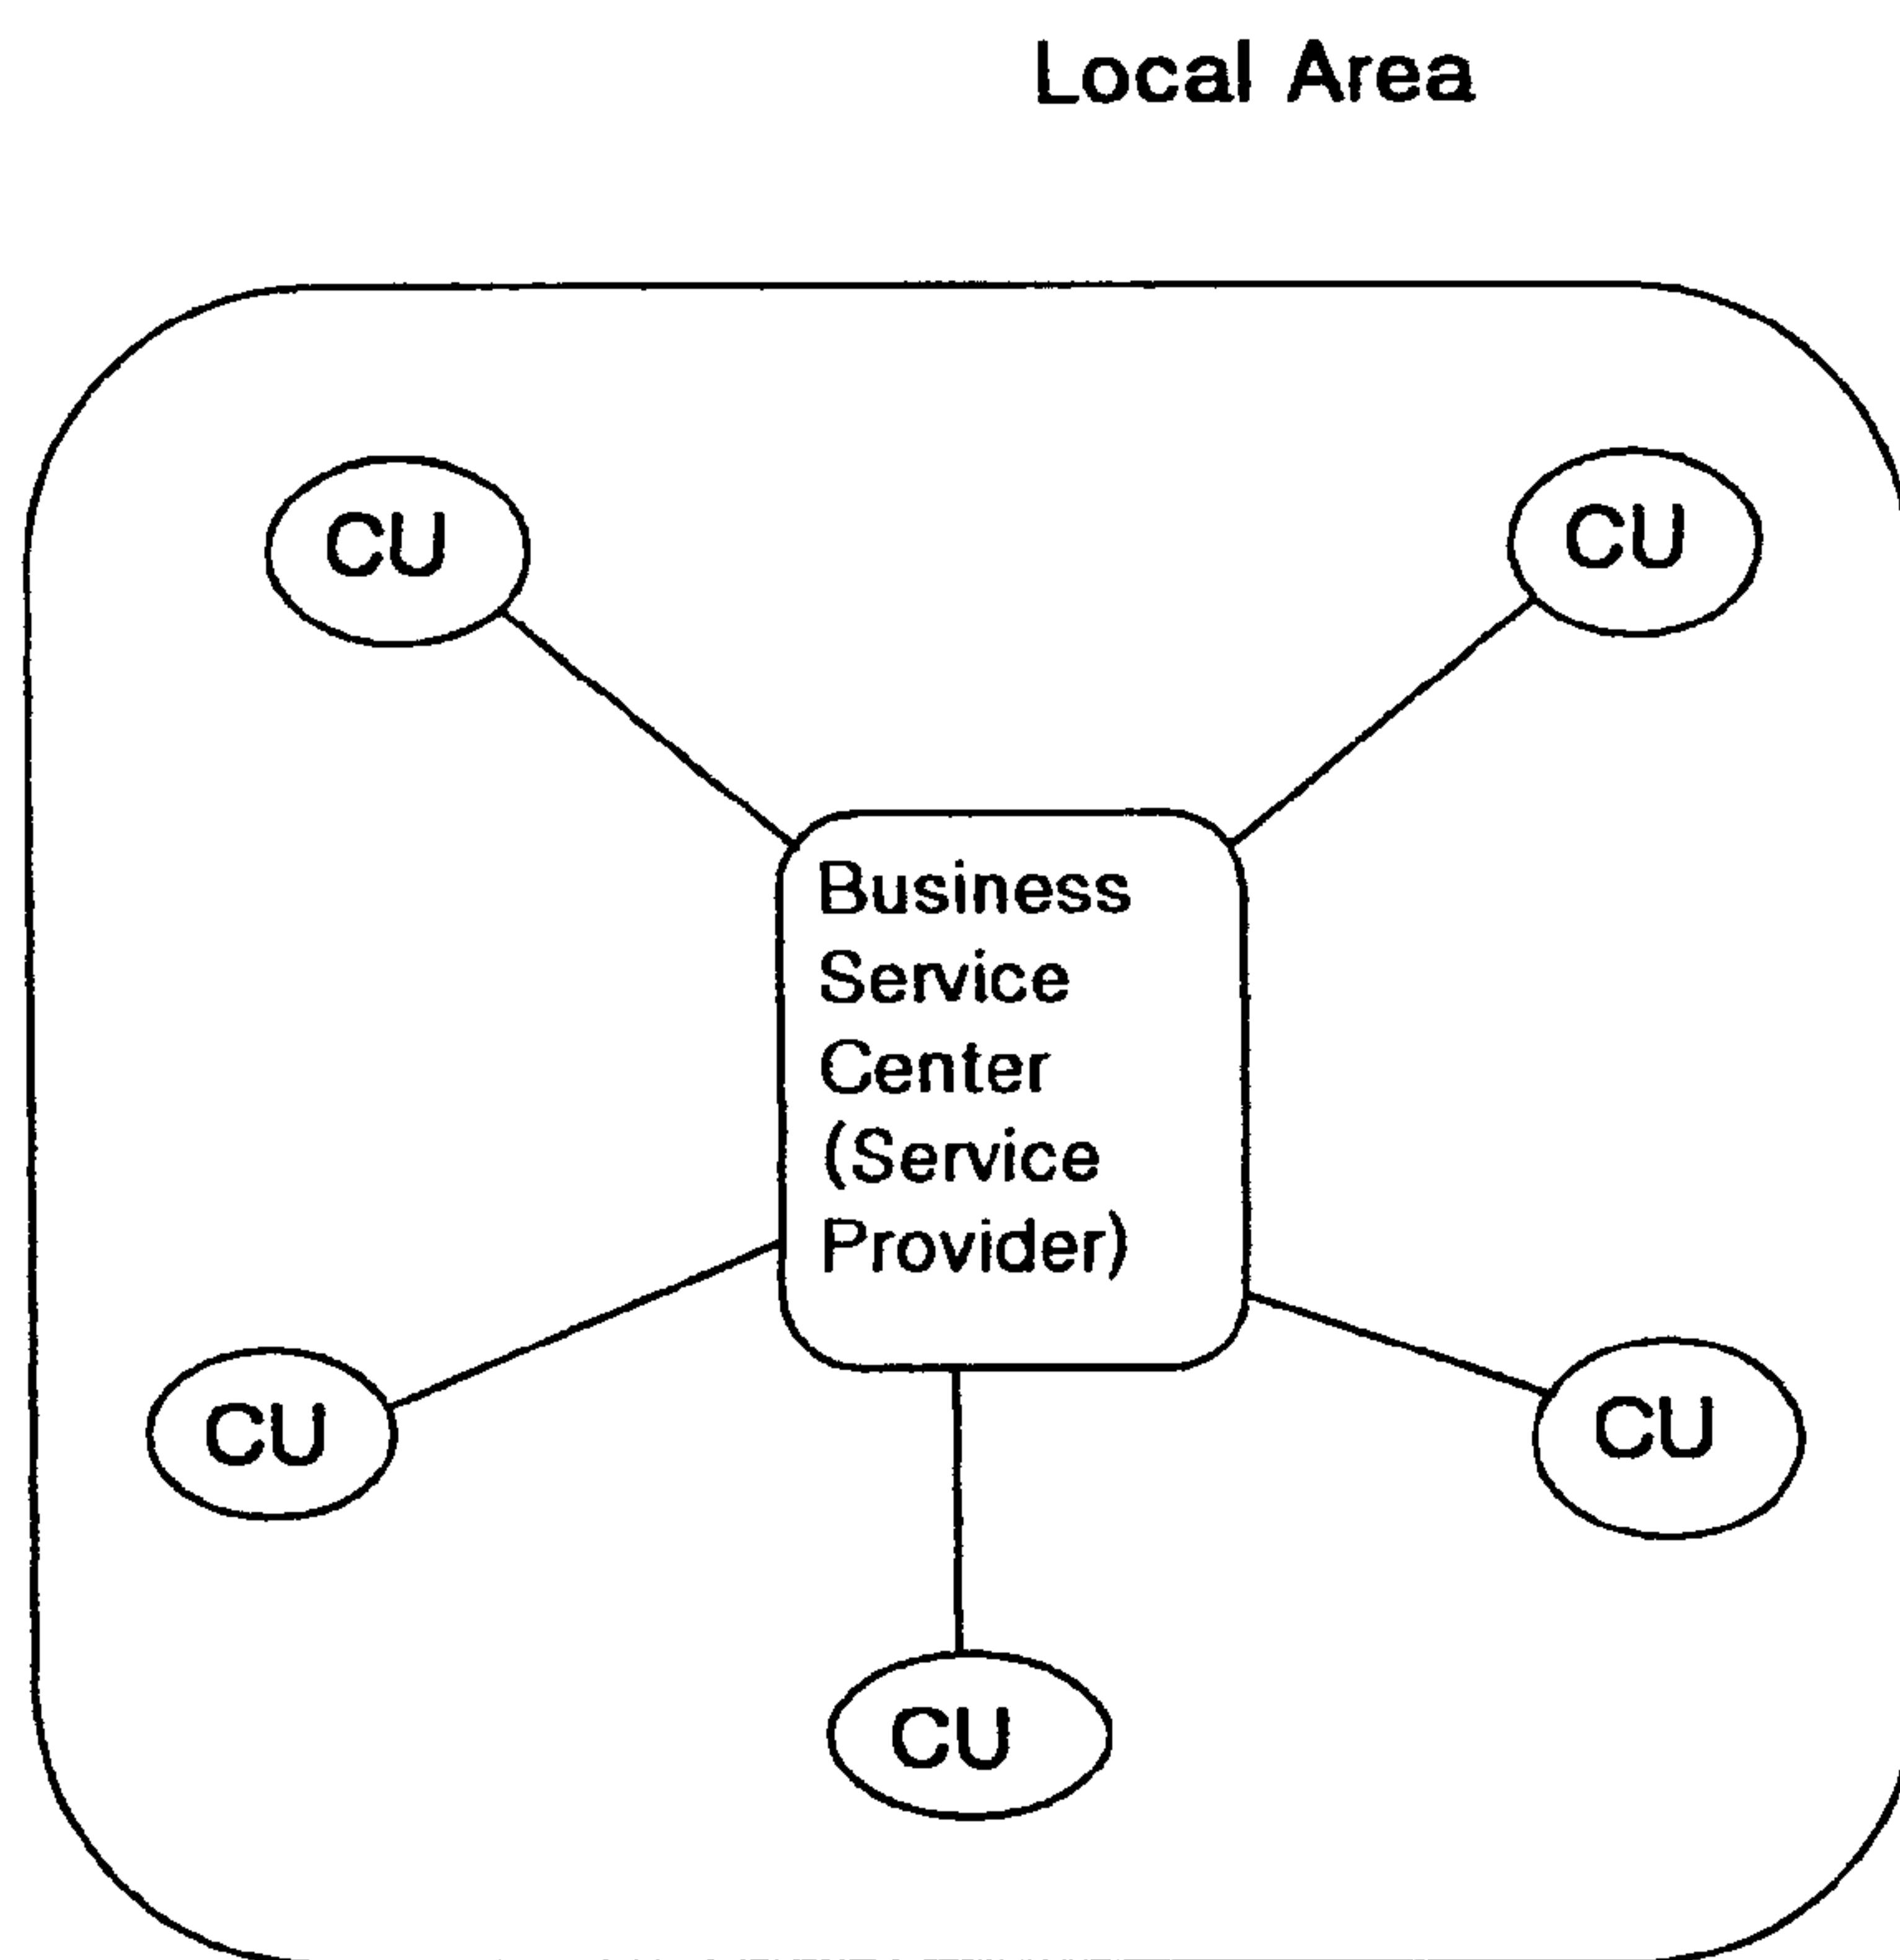 Local Area
CU
CU
Business
Service
Center
(Service
Provider)
CU
CU
CU